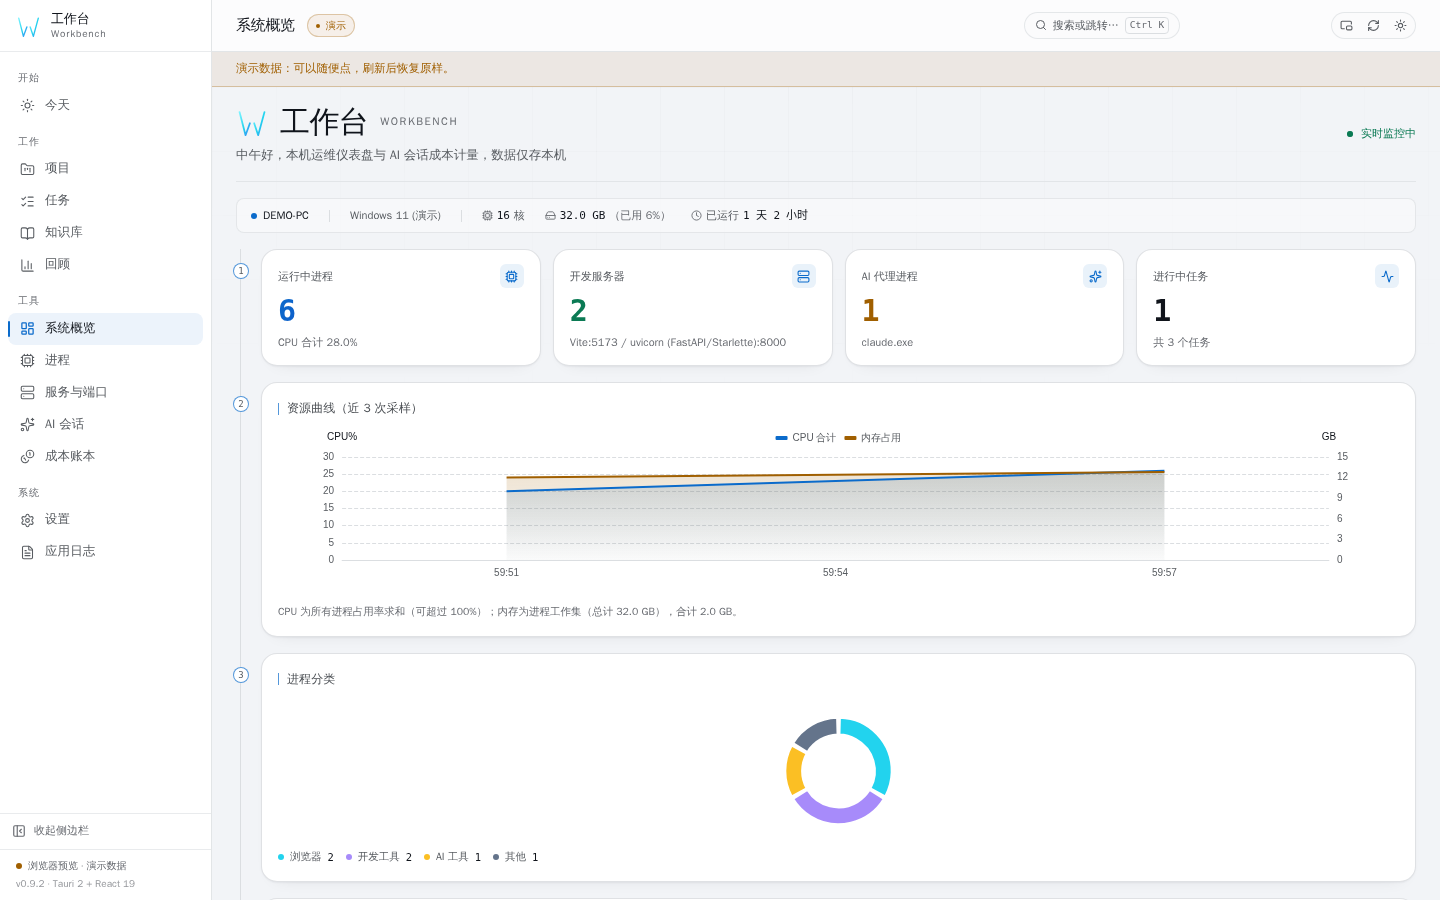 工作台
Workbench
开始
今天
工作
项目
任务
知识库
回顾
工具
系统概览
进程
服务与端口
AI 会话
成本账本
系统
设置
应用日志
收起侧边栏
浏览器预览 · 演示数据
v0.9.2 · Tauri 2 + React 19
系统概览 演示
搜索或跳转… Ctrl K
演示数据：可以随便点，刷新后恢复原样。
工作台 WORKBENCH
中午好，本机运维仪表盘与 AI 会话成本计量，数据仅存本机
实时监控中
DEMO-PC Windows 11 (演示) 16 核 32.0 GB （已用 6%） 已运行 1 天 2 小时
1
运行中进程
6
CPU 合计 28.0%
开发服务器
2
Vite:5173 / uvicorn (FastAPI/Starlette):8000
AI 代理进程
1
claude.exe
进行中任务
1
共 3 个任务
2
资源曲线（近 3 次采样）
CPU% CPU 合计 内存占用 GB
30 15
25 12
20 9
15
10 6
5 3
0 0
59:51 59:54 59:57
CPU 为所有进程占用率求和（可超过 100%）；内存为进程工作集（总计 32.0 GB），合计 2.0 GB。
3
进程分类
浏览器 2 开发工具 2 AI 工具 1 其他 1